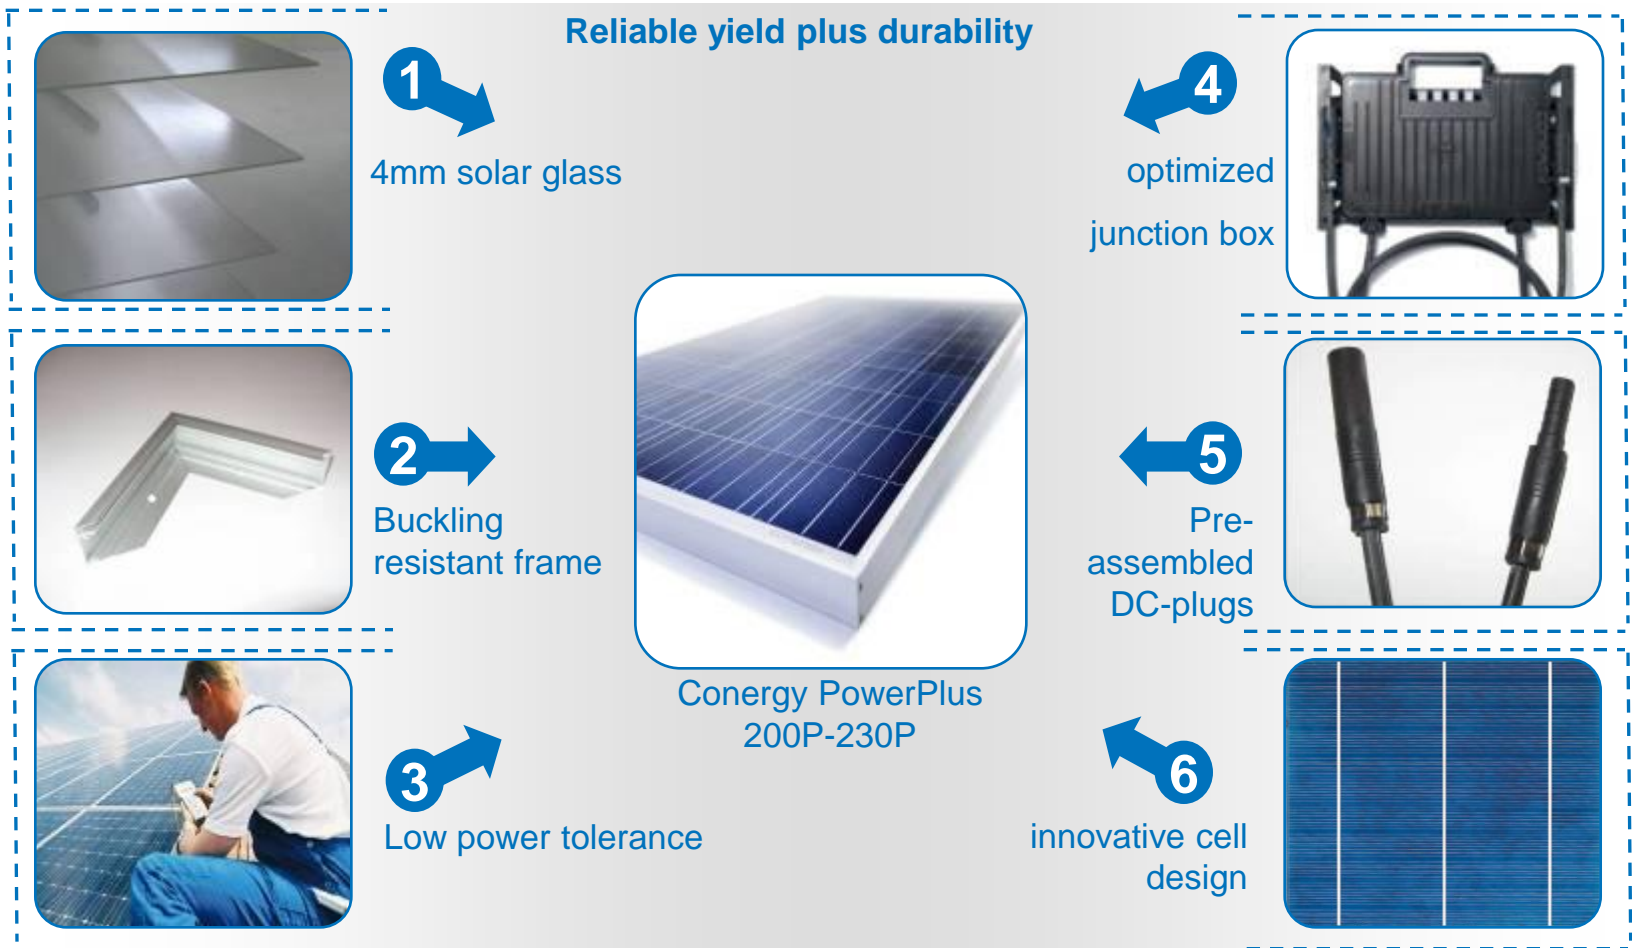 Reliable yield plus durability
1
4mm solar glass
2
Buckling
resistant frame
3
Low power tolerance
Conergy PowerPlus
200P-230P
4
optimized
junction box
5
Pre-
assembled
DC-plugs
6
innovative cell
design